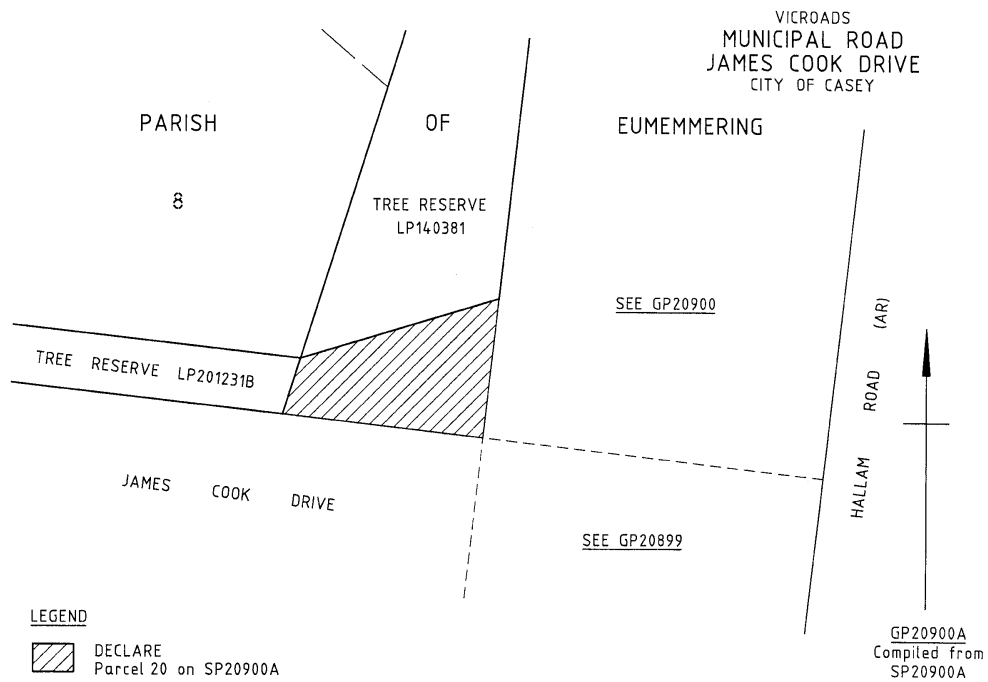 VICROADS
MUNICIPAL ROAD
JAMES COOK DRIVE
CITY OF CASEY
PARISH OF EUMEMMERING
8
TREE RESERVE
LP140381
SEE GP20900
TREE RESERVE LP201231B
HALLAM ROAD (AR)
JAMES COOK DRIVE
SEE GP20899
LEGEND
DECLARE
Parcel 20 on SP20900A
GP20900A
Compiled from
SP20900A